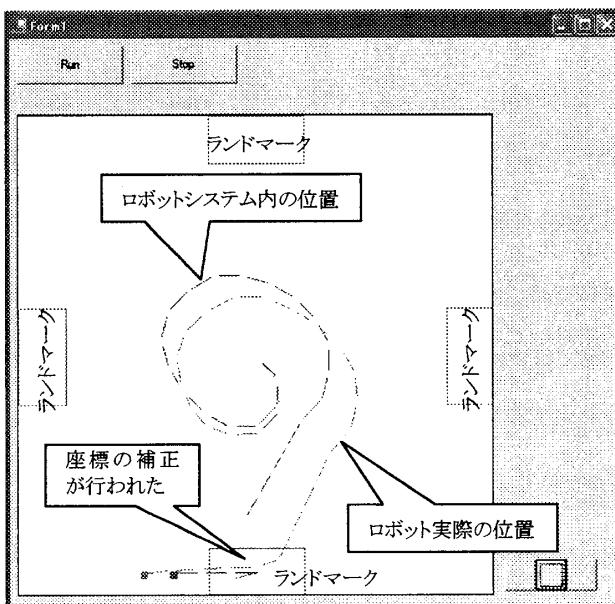 Form1
Run
Stop
ランドマーク
ロボットシステム内の位置
ランドマーク
ランドマーク
座標の補正
が行われた
ロボット実際の位置
ランドマーク